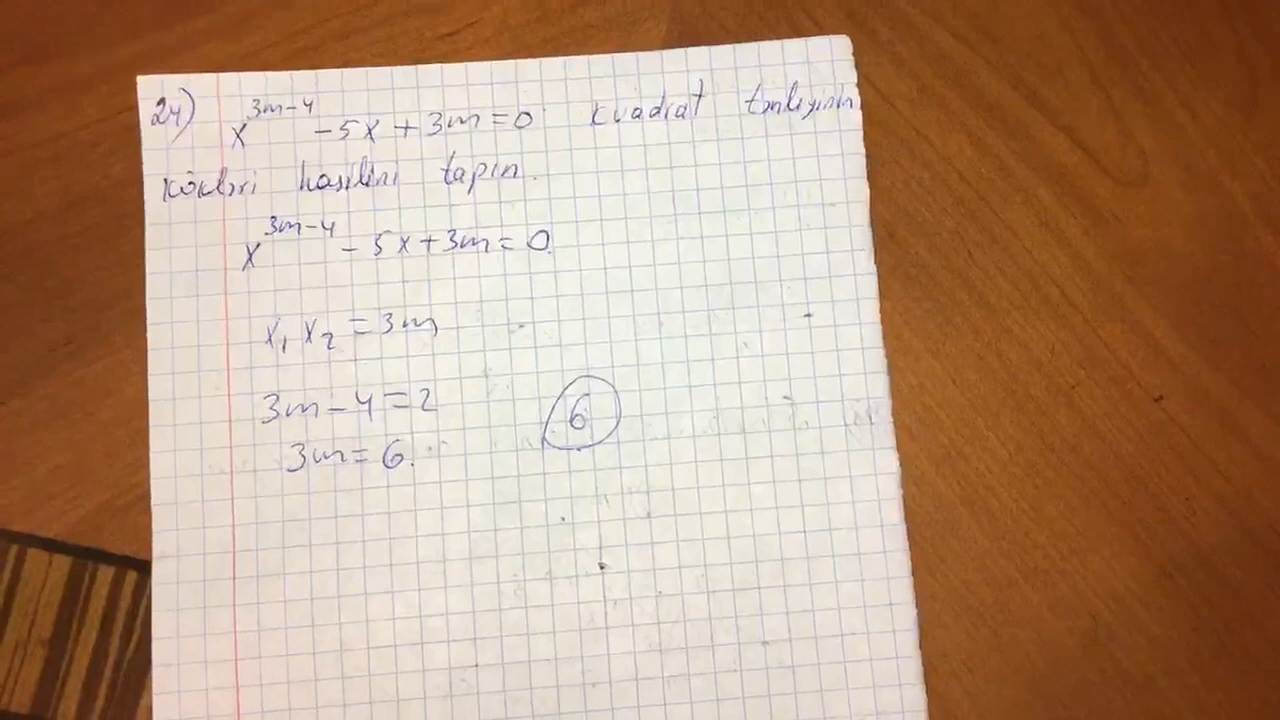 24) x^{3m-4} - 5x + 3m = 0 kvadrat tənliyinin
kökləri hasilini tapın.
x^{3m-4} - 5x + 3m = 0.
x₁ x₂ = 3m
3m - 4 = 2
6
3m = 6.